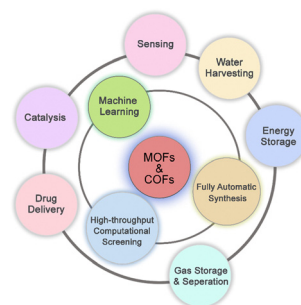 Sensing
Water
Harvesting
Machine
Learning
Catalysis
Energy
Storage
MOFs
&
COFs
Drug
Delivery
Fully Automatic
Synthesis
High-throughput
Computational
Screening
Gas Storage
& Seperation